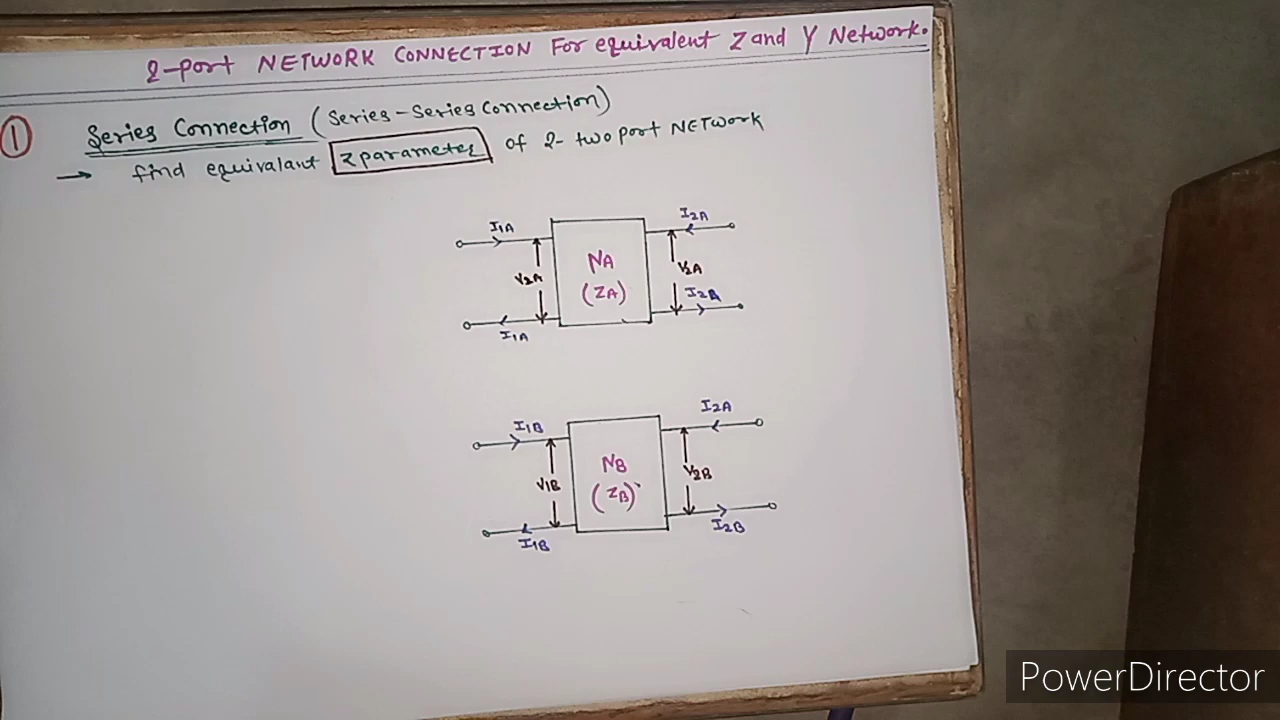 2-port NETWORK CONNECTION For equivalent Z and Y Network.
1 Series Connection (Series-Series Connection)
→ find equivalant z parameter of 2- two port NETWORK
I1A I2A
NA
V2A V2A
(ZA) I2A
I1A
I2A
I1B
NB
V1B V2B
(ZB)
I1B I2B
PowerDirector